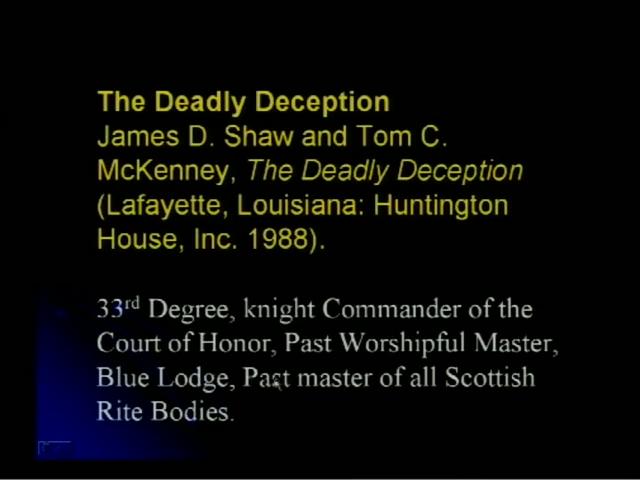 The Deadly Deception
James D. Shaw and Tom C.
McKenney, The Deadly Deception
(Lafayette, Louisiana: Huntington
House, Inc. 1988).
33rd Degree, knight Commander of the
Court of Honor, Past Worshipful Master,
Blue Lodge, Past master of all Scottish
Rite Bodies.